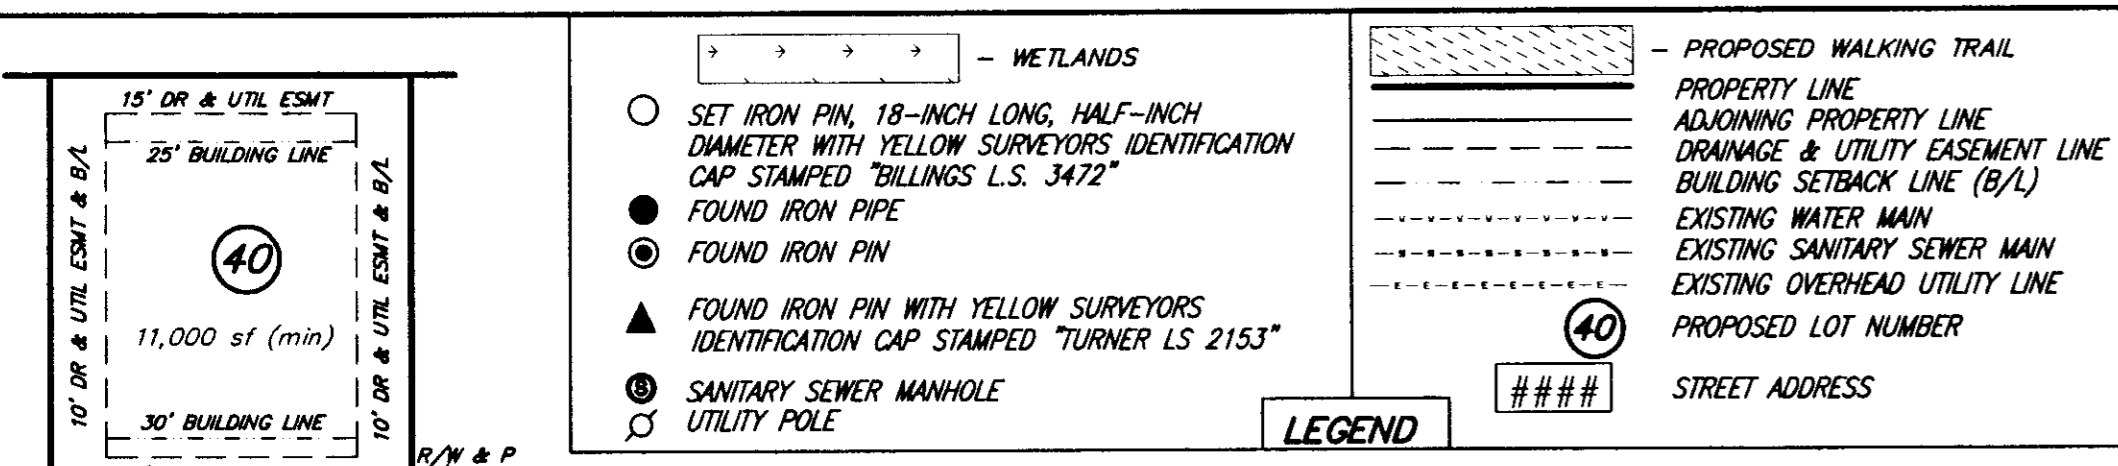 15' DR & UTIL ESMT
25' BUILDING LINE
10' DR & UTIL ESMT & B/L
40
11,000 sf (min)
10' DR & UTIL ESMT & B/L
30' BUILDING LINE
R/W & P
– WETLANDS
SET IRON PIN, 18-INCH LONG, HALF-INCH
DIAMETER WITH YELLOW SURVEYORS IDENTIFICATION
CAP STAMPED "BILLINGS L.S. 3472"
FOUND IRON PIPE
FOUND IRON PIN
FOUND IRON PIN WITH YELLOW SURVEYORS
IDENTIFICATION CAP STAMPED "TURNER LS 2153"
S SANITARY SEWER MANHOLE
UTILITY POLE
LEGEND
– PROPOSED WALKING TRAIL
PROPERTY LINE
ADJOINING PROPERTY LINE
DRAINAGE & UTILITY EASEMENT LINE
BUILDING SETBACK LINE (B/L)
EXISTING WATER MAIN
EXISTING SANITARY SEWER MAIN
–E–E–E–E–E–E–E– EXISTING OVERHEAD UTILITY LINE
40 PROPOSED LOT NUMBER
#### STREET ADDRESS